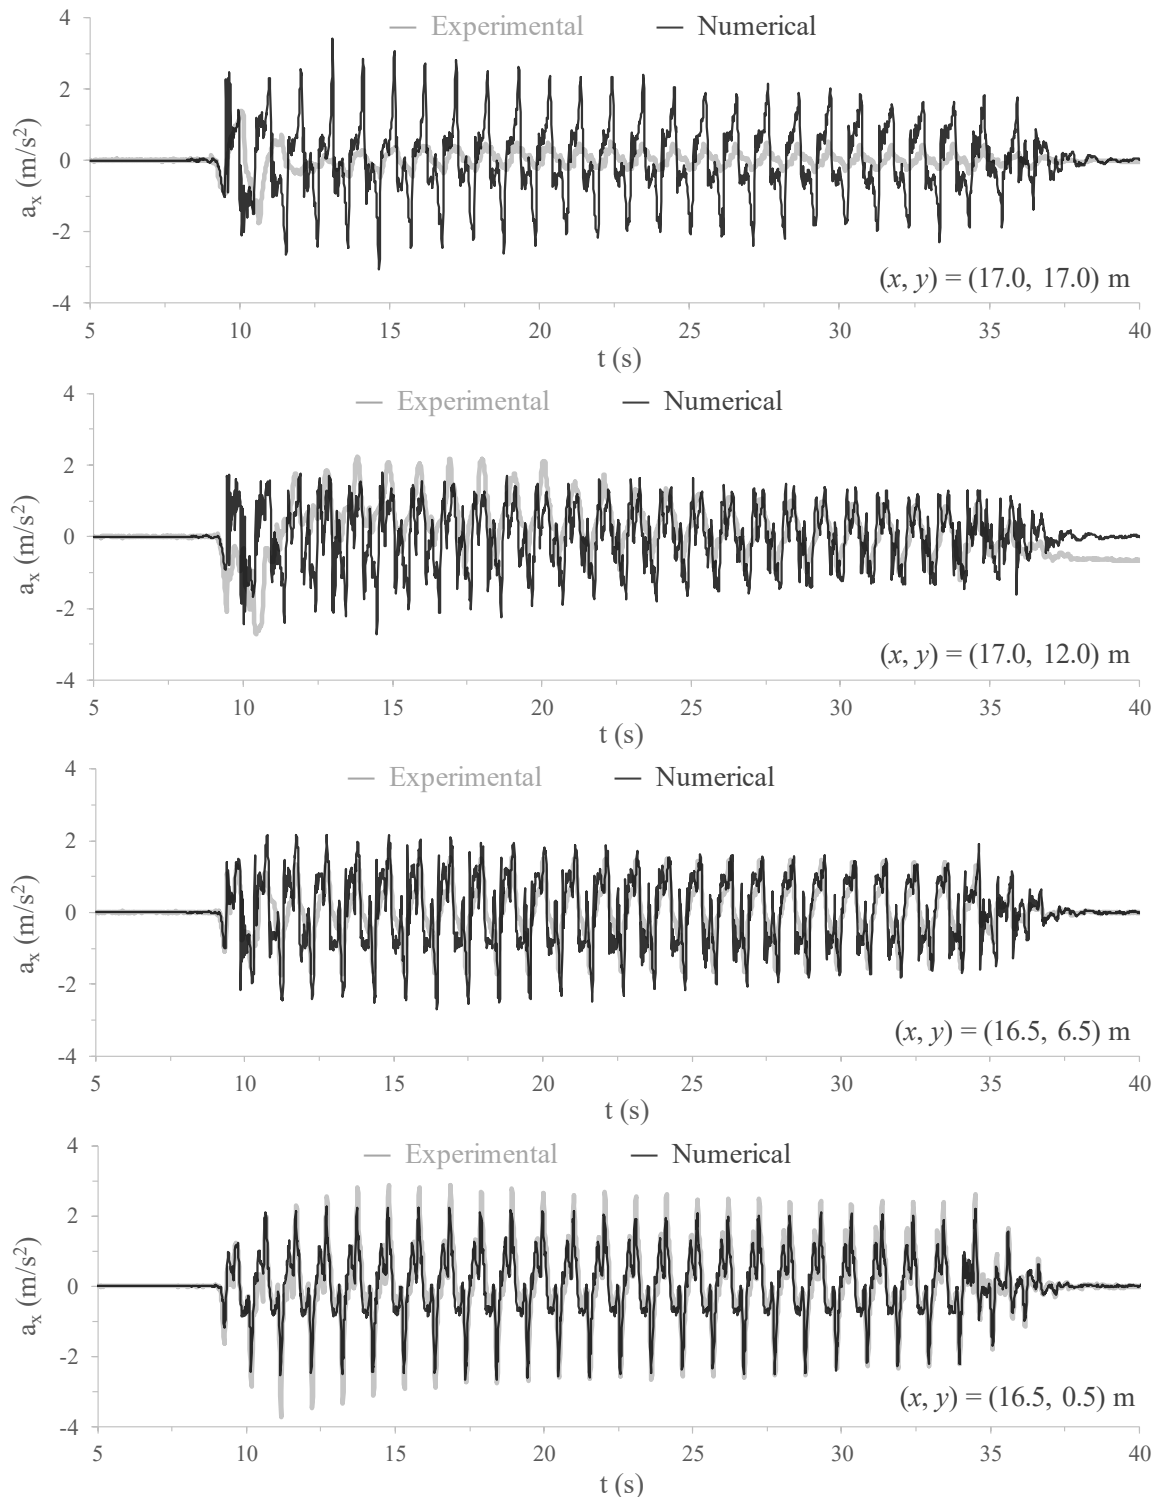 4
Experimental Numerical
2
0
-2
-4
a_x (m/s²)
(x, y) = (17.0, 17.0) m
5 10 15 20 25 30 35 40
t (s)
4
Experimental Numerical
2
0
-2
-4
a_x (m/s²)
(x, y) = (17.0, 12.0) m
5 10 15 20 25 30 35 40
t (s)
4
Experimental Numerical
2
0
-2
-4
a_x (m/s²)
(x, y) = (16.5, 6.5) m
5 10 15 20 25 30 35 40
t (s)
4
Experimental Numerical
2
0
-2
-4
a_x (m/s²)
(x, y) = (16.5, 0.5) m
5 10 15 20 25 30 35 40
t (s)